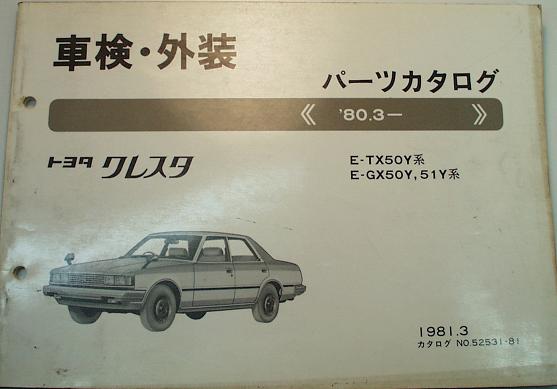 車検・外装
パーツカタログ
《 '80.3― 》
トヨタ クレスタ
E-TX50Y系
E-GX50Y, 51Y系
1981.3
カタログ NO.52531-81